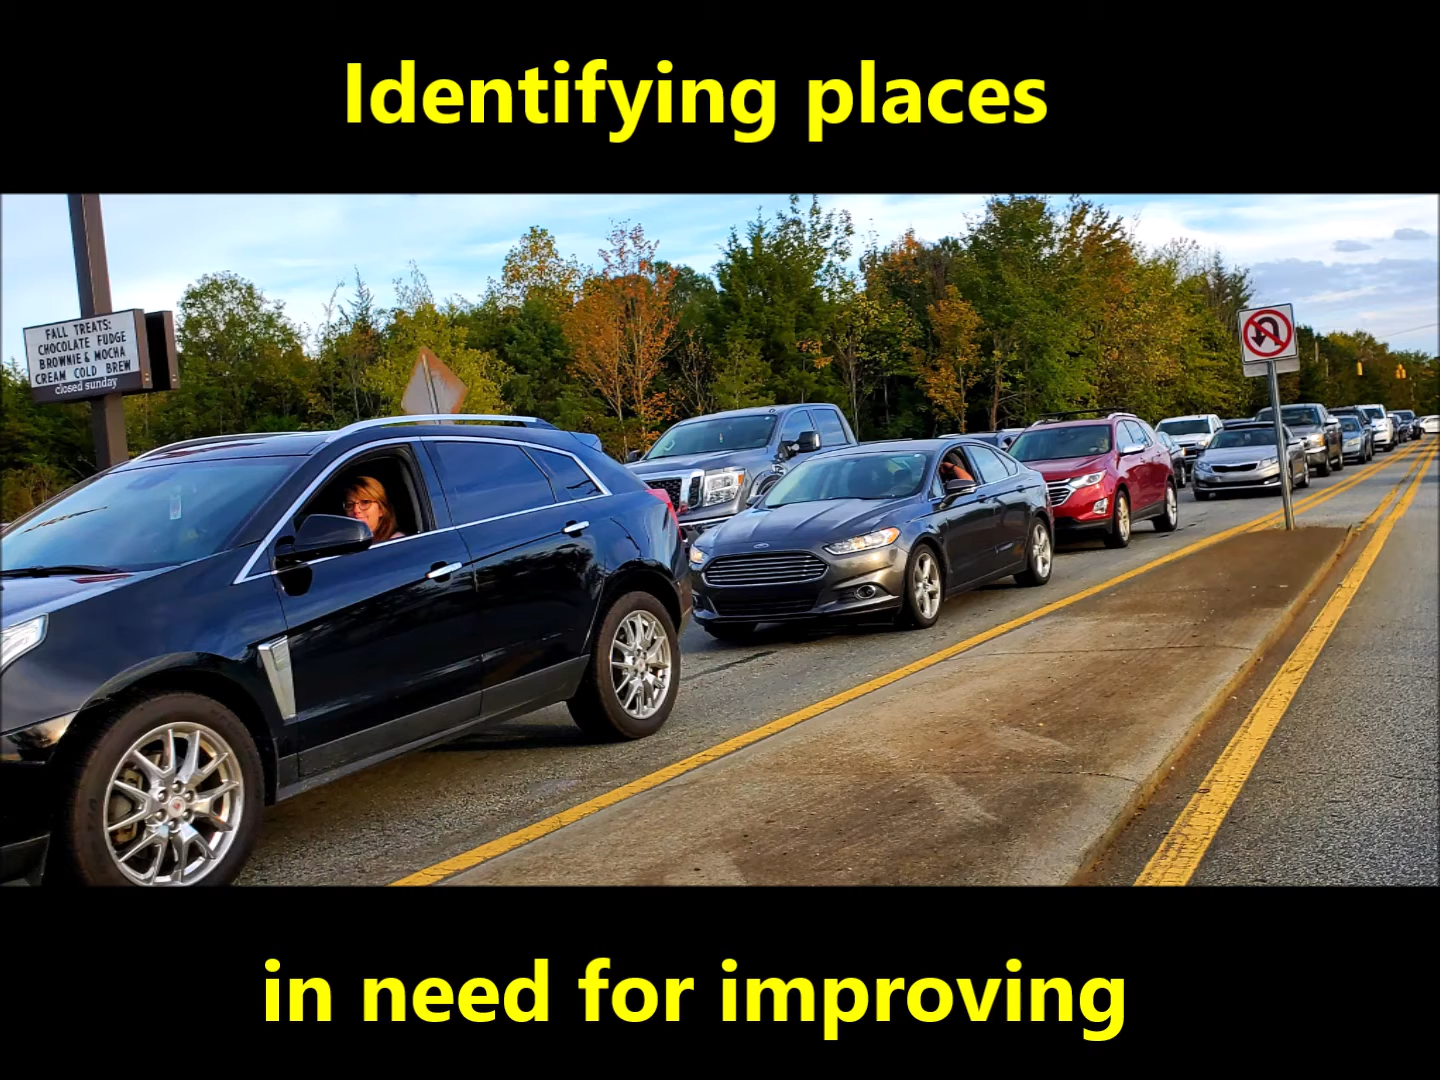 Identifying places
FALL TREATS:
CHOCOLATE FUDGE
BROWNIE & MOCHA
CREAM COLD BREW
closed sunday
in need for improving